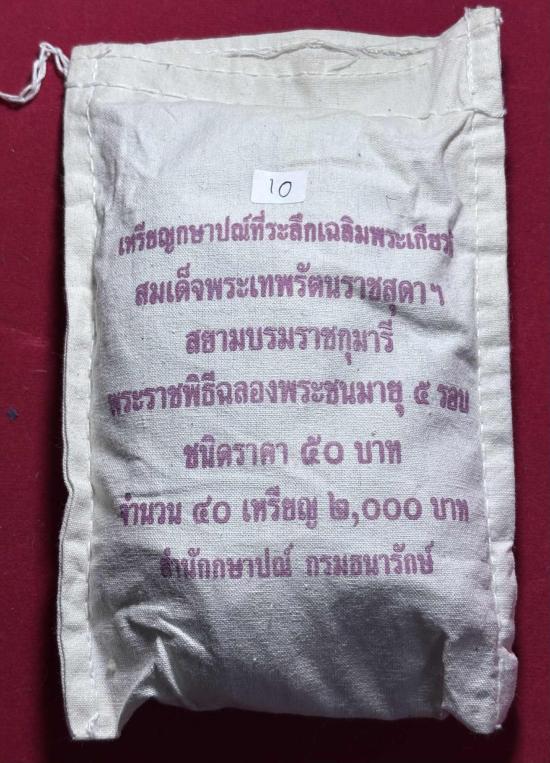 10
เหรียญกษาปณ์ที่ระลึกเฉลิมพระเกียรติ
สมเด็จพระเทพรัตนราชสุดาฯ
สยามบรมราชกุมารี
พระราชพิธีฉลองพระชนมายุ ๕ รอบ
ชนิดราคา ๕๐ บาท
จำนวน ๔๐ เหรียญ ๒,๐๐๐ บาท
สำนักกษาปณ์ กรมธนารักษ์